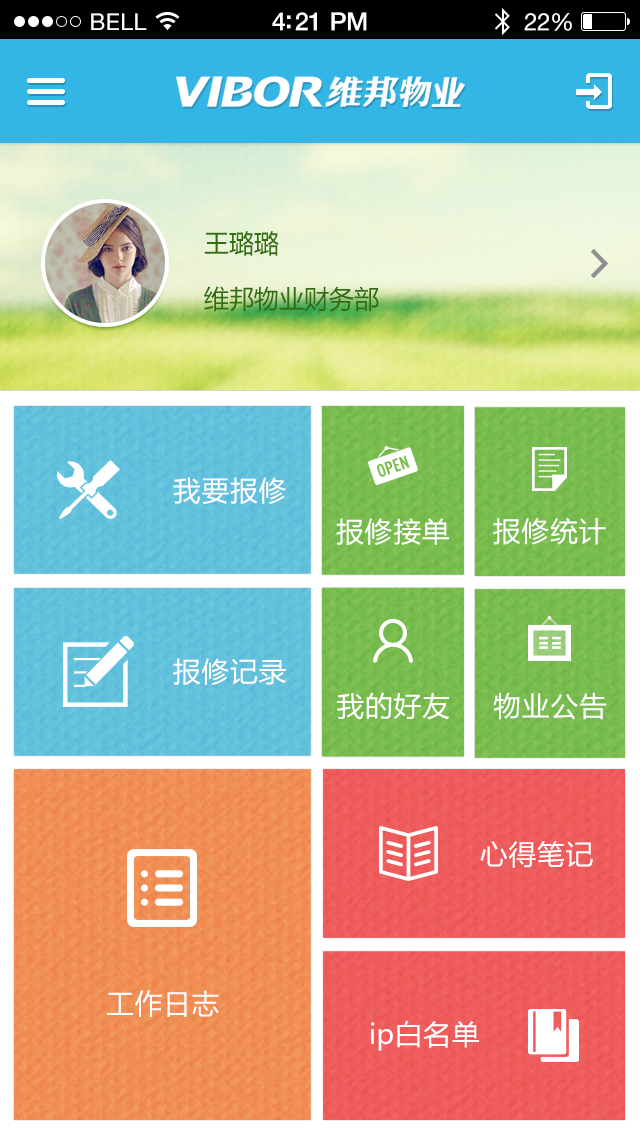 BELL 4:21 PM 22%
VIBOR维邦物业
王璐璐
维邦物业财务部
我要报修
OPEN
报修接单
报修统计
报修记录
我的好友
物业公告
工作日志
心得笔记
ip白名单